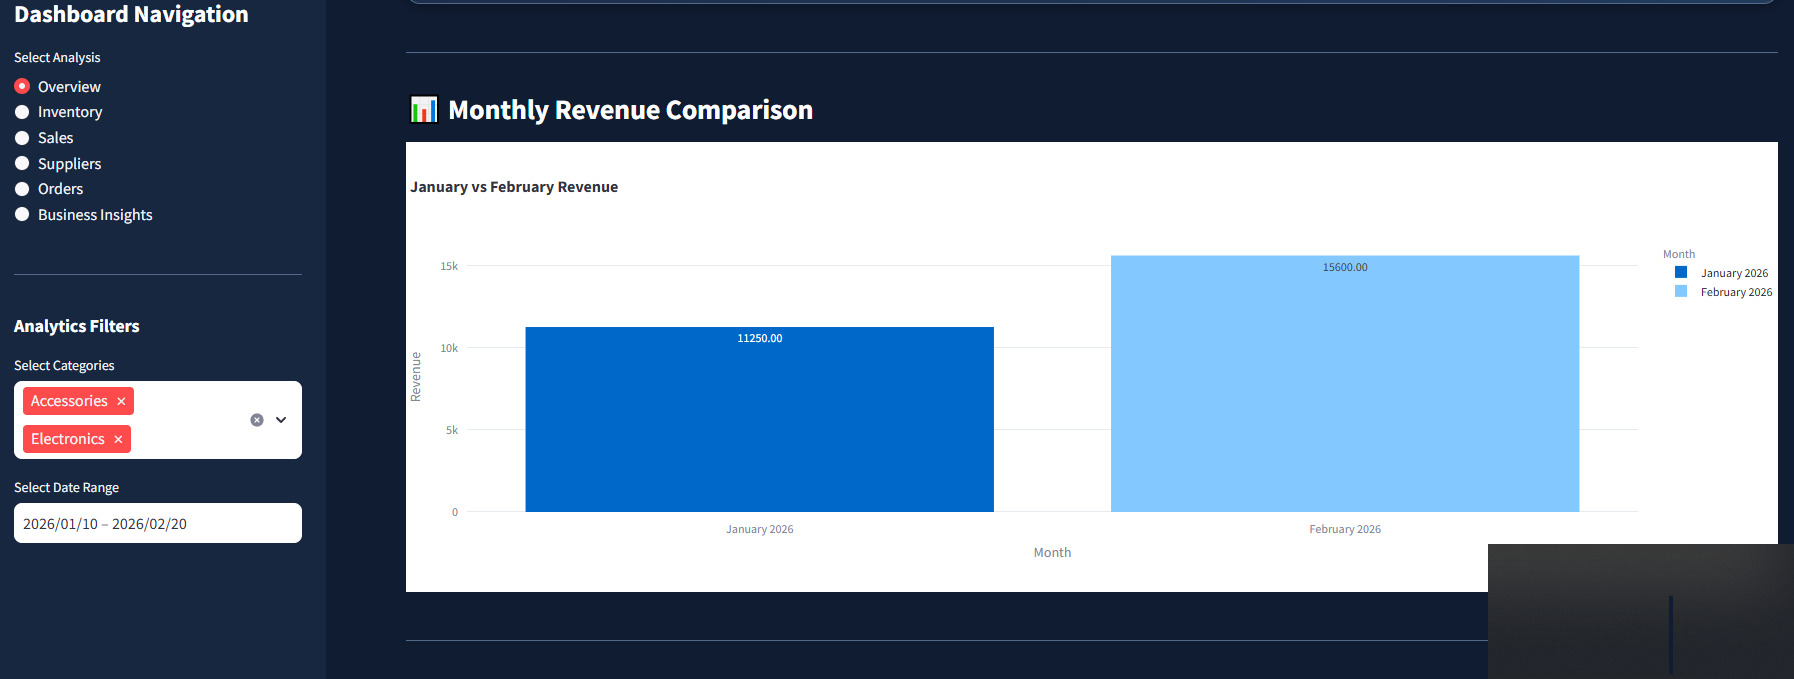 Dashboard Navigation
Select Analysis
Overview
Inventory
Sales
Suppliers
Orders
Business Insights
Analytics Filters
Select Categories
Accessories ×
Electronics ×
Select Date Range
2026/01/10 – 2026/02/20
Monthly Revenue Comparison
January vs February Revenue
Revenue
15k
10k
5k
0
11250.00
15600.00
January 2026
February 2026
Month
Month
January 2026
February 2026